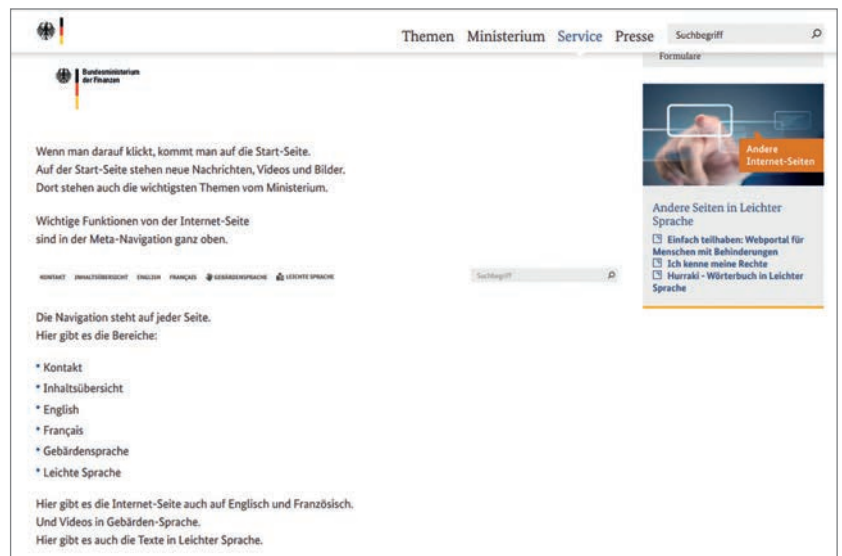 Themen Ministerium Service Presse Suchbegriff
Formulare
Bundesministerium
der Finanzen
Wenn man darauf klickt, kommt man auf die Start-Seite.
Auf der Start-Seite stehen neue Nachrichten, Videos und Bilder.
Dort stehen auch die wichtigsten Themen vom Ministerium.
Wichtige Funktionen von der Internet-Seite
sind in der Meta-Navigation ganz oben.
KONTAKT INHALTSÜBERSICHT ENGLISH FRANÇAIS GEBÄRDENSPRACHE LEICHTE SPRACHE Suchbegriff
Die Navigation steht auf jeder Seite.
Hier gibt es die Bereiche:
Kontakt
Inhaltsübersicht
English
Français
Gebärdensprache
Leichte Sprache
Hier gibt es die Internet-Seite auch auf Englisch und Französisch.
Und Videos in Gebärden-Sprache.
Hier gibt es auch die Texte in Leichter Sprache.
Andere
Internet-Seiten
Andere Seiten in Leichter
Sprache
Einfach teilhaben: Webportal für
Menschen mit Behinderungen
Ich kenne meine Rechte
Hurraki - Wörterbuch in Leichter
Sprache